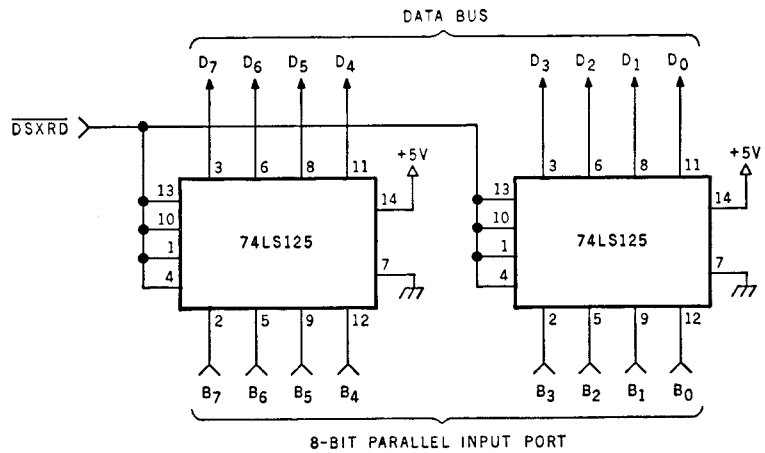 DATA BUS
D7 D6 D5 D4 D3 D2 D1 D0
DSXRD
+5V +5V
3 6 8 11 3 6 8 11
13 14 13 14
10 10
74LS125 74LS125
1 1
7 7
4 4
2 5 9 12 2 5 9 12
B7 B6 B5 B4 B3 B2 B1 B0
8-BIT PARALLEL INPUT PORT